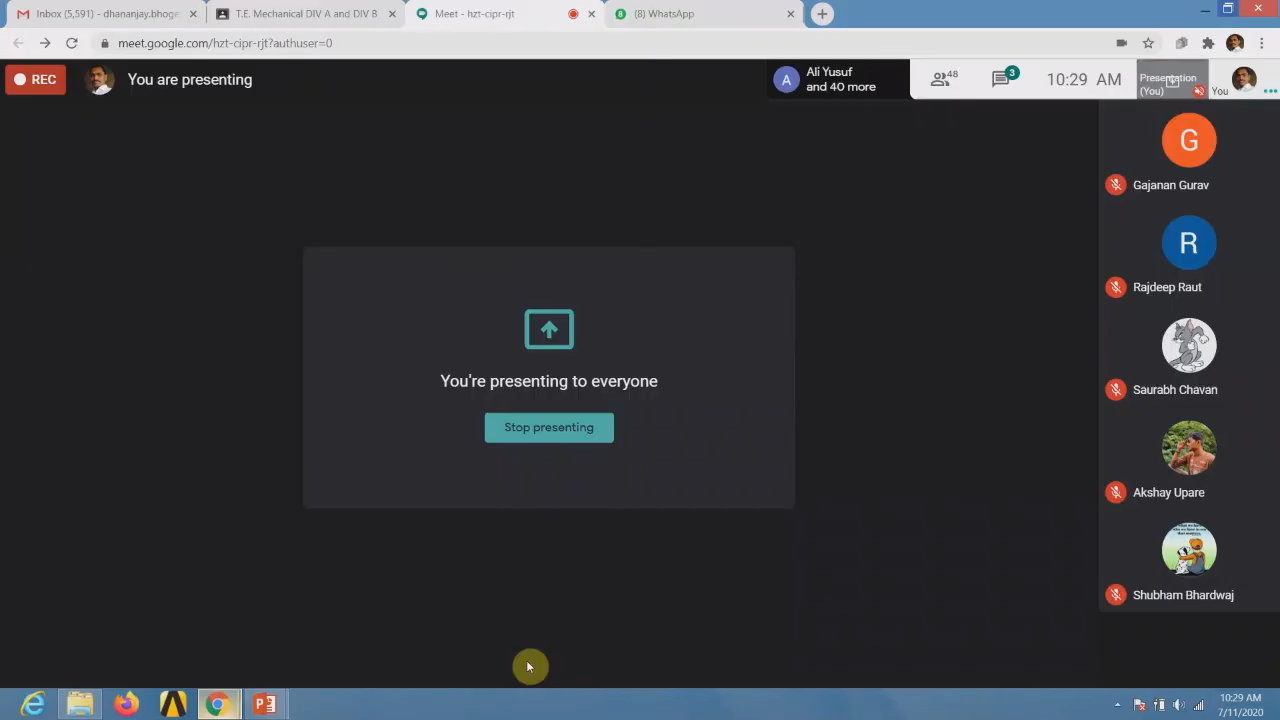 Inbox (5,591) - dhananjay.bhoge
T.E. Mechanical DIV A and DIV B
Meet - hzt-cipr-rjt
(8) WhatsApp
meet.google.com/hzt-cipr-rjt?authuser=0
REC
You are presenting
A
Ali Yusuf
and 40 more
48
3
10:29 AM
Presentation
(You)
You
G
Gajanan Gurav
R
Rajdeep Raut
Saurabh Chavan
You're presenting to everyone
Stop presenting
Akshay Upare
Shubham Bhardwaj
10:29 AM
7/11/2020